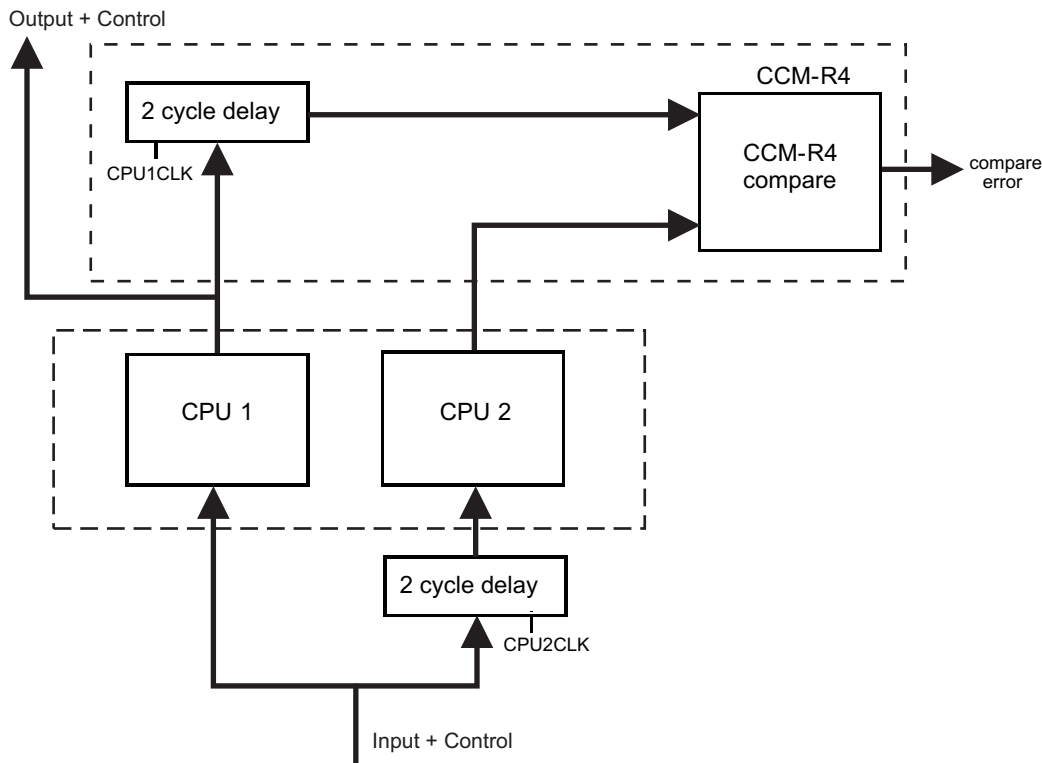 Output + Control
CCM-R4
2 cycle delay
CPU1CLK
CCM-R4
compare
compare
error
CPU 1
CPU 2
2 cycle delay
CPU2CLK
Input + Control